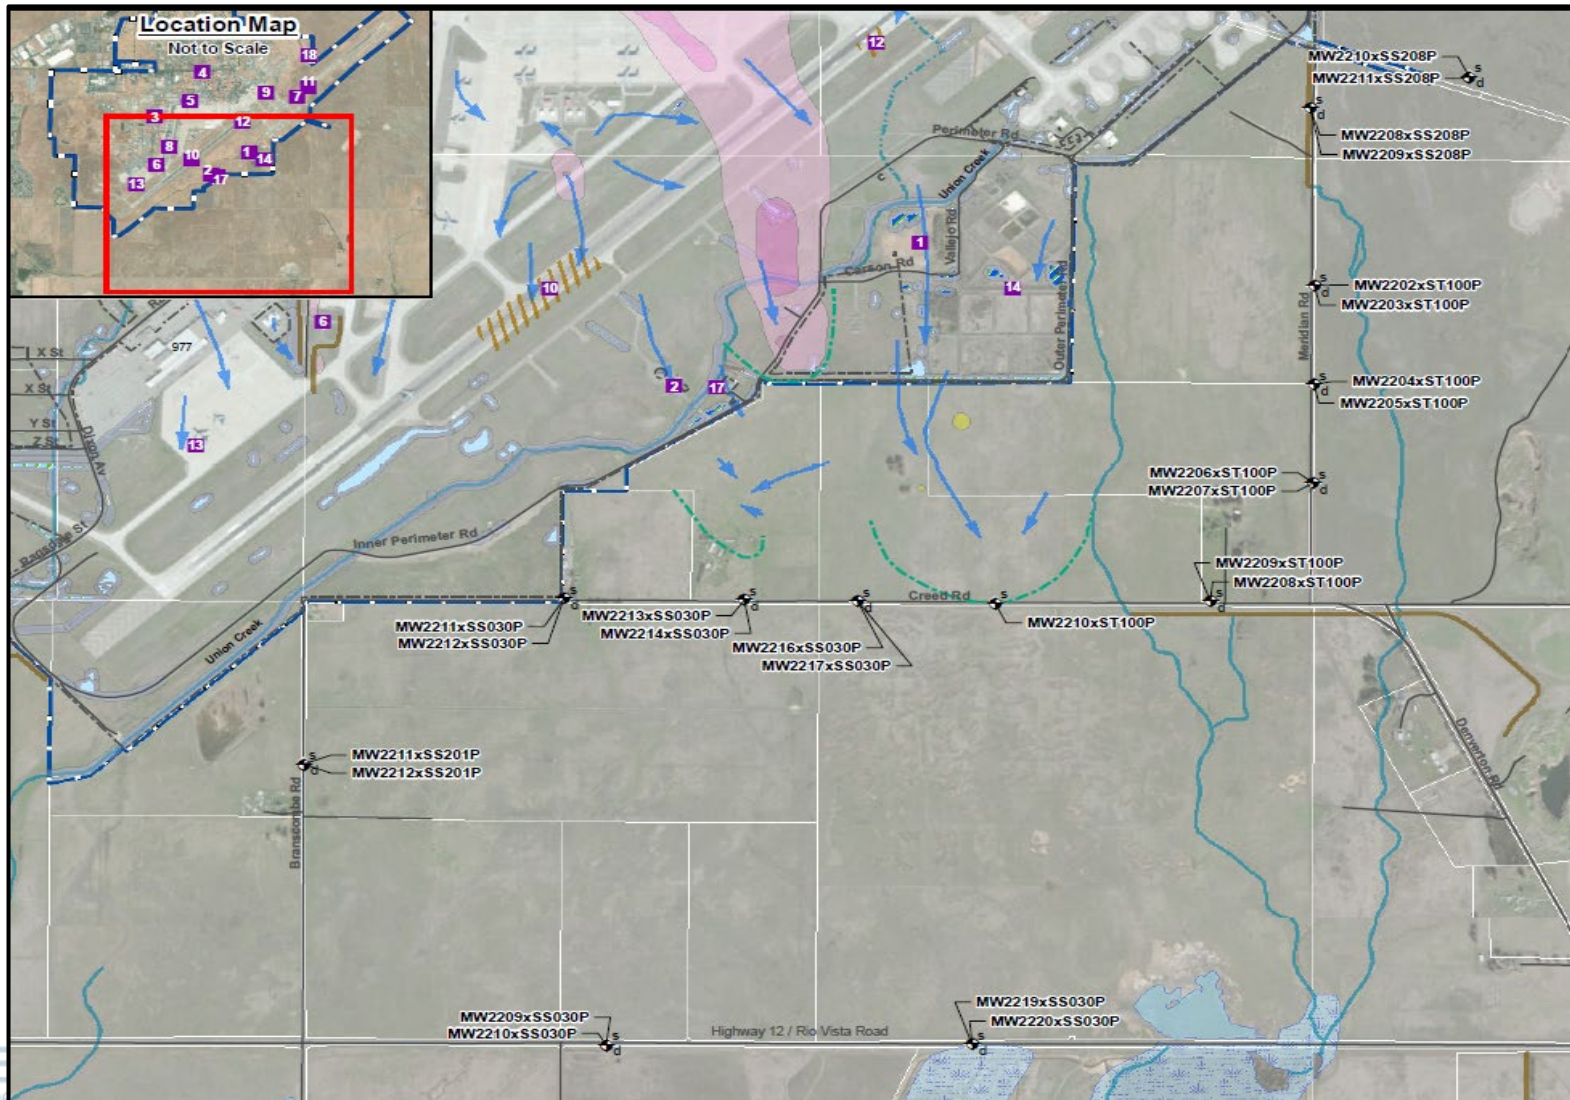 Location Map
Not to Scale
18
4
11
9
7
5
3
12
8
10
1
14
6
2
13
17
12
MW2210xSS208P
s
MW2211xSS208P
d
s
d
MW2208xSS208P
MW2209xSS208P
Perimeter Rd
C
Union Creek
Vallejo Rd
1
a
Carson Rd
14
Outer Perimeter Rd
Meridian Rd
s
MW2202xST100P
d
MW2203xST100P
10
6
977
X St
X St
Y St
Z St
Dixon Av
13
Ragsdale St
2
17
s
MW2204xST100P
d
MW2205xST100P
MW2206xST100P
s
MW2207xST100P
d
Inner Perimeter Rd
MW2209xST100P
MW2208xST100P
s
d
Creed Rd
s
d
MW2211xSS030P
MW2212xSS030P
s
d
MW2213xSS030P
MW2214xSS030P
s
d
MW2216xSS030P
MW2217xSS030P
s
MW2210xST100P
Union Creek
s
MW2211xSS201P
d
MW2212xSS201P
Branscombe Rd
Denverton Rd
MW2209xSS030P
s
MW2210xSS030P
d
Highway 12 / Rio Vista Road
MW2219xSS030P
s
MW2220xSS030P
d